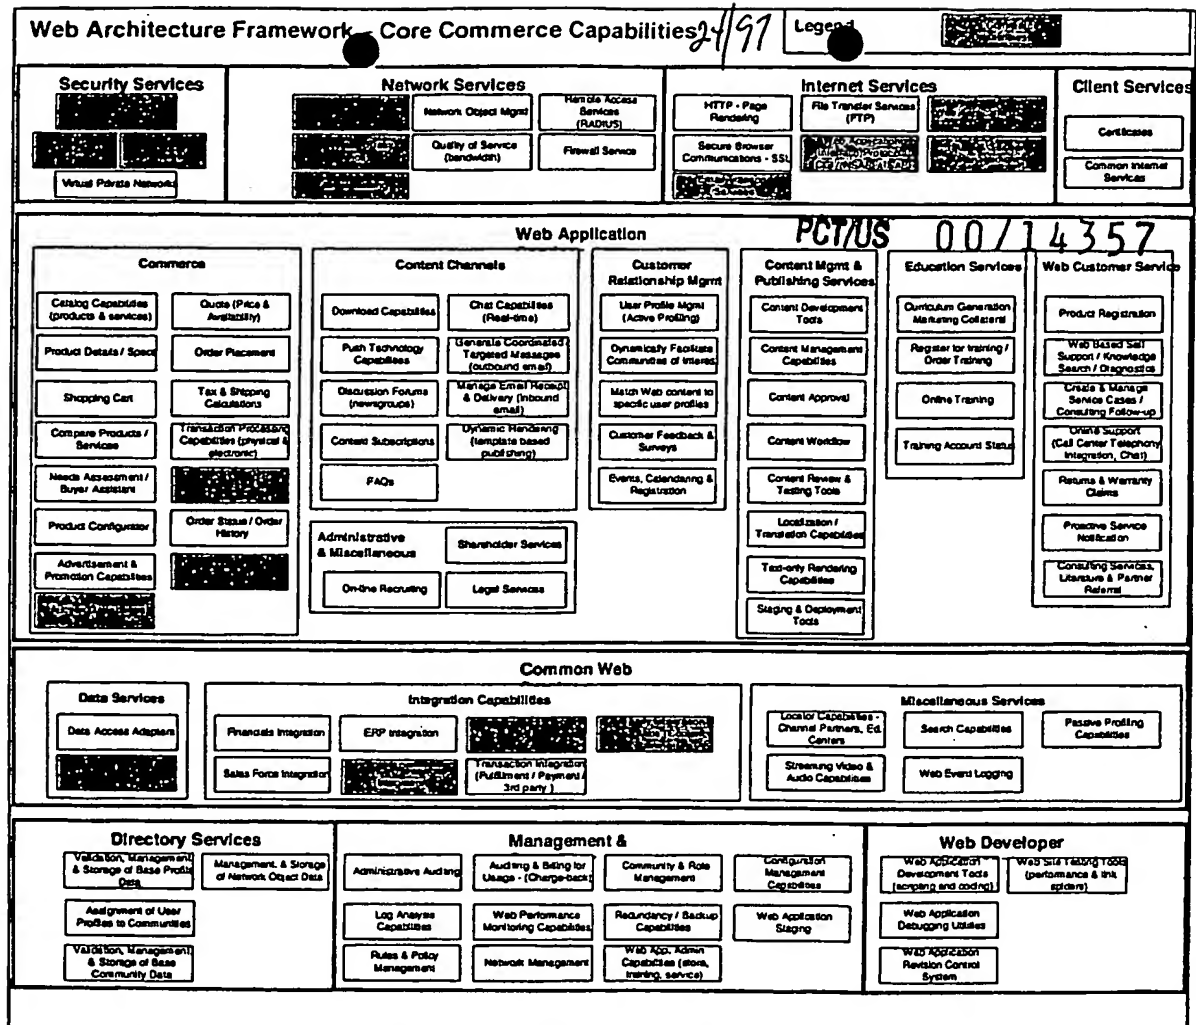 Web Architecture Framework - Core Commerce Capabilities
24/97
Legend
Security Services
Virtual Private Networks
Network Services
Network Object Mgmt
Remote Access
Services
(RADIUS)
Quality of Service
(bandwidth)
Firewall Service
Internet Services
HTTP - Page
Rendering
File Transfer Services
(FTP)
Secure Browser
Communications - SSL
Client Services
Certificates
Common Internet
Services
Web Application
PCT/US 00/14357
Commerce
Catalog Capabilities
(products & services)
Quote (Price &
Availability)
Product Details / Specs
Order Placement
Shopping Cart
Tax & Shipping
Calculations
Compare Products /
Services
Transaction Processing
Capabilities (physical &
electronic)
Needs Assessment /
Buyer Assistant
Product Configurator
Order Status / Order
History
Advertisement &
Promotion Capabilities
Content Channels
Download Capabilities
Chat Capabilities
(Real-time)
Push Technology
Capabilities
Generate Coordinated
Targeted Messages
(outbound email)
Discussion Forums
(newsgroups)
Manage Email Receipt
& Delivery (inbound
email)
Content Subscriptions
Dynamic Rendering
(template based
publishing)
FAQs
Administrative
& Miscellaneous
Shareholder Services
On-line Recruiting
Legal Services
Customer
Relationship Mgmt
User Profile Mgmt
(Active Profiling)
Dynamically Facilitate
Communities of Interest
Match Web content to
specific user profiles
Customer Feedback &
Surveys
Events, Calendaring &
Registration
Content Mgmt &
Publishing Services
Content Development
Tools
Content Management
Capabilities
Content Approval
Content Workflow
Content Review &
Testing Tools
Localization /
Translation Capabilities
Text-only Rendering
Capabilities
Staging & Deployment
Tools
Education Services
Curriculum Generation
Marketing Collateral
Register for training /
Order Training
Online Training
Training Account Status
Web Customer Service
Product Registration
Web Based Self
Support / Knowledge
Search / Diagnostics
Create & Manage
Service Cases /
Consulting Follow-up
Online Support
(Call Center Telephony
Integration, Chat)
Returns & Warranty
Claims
Proactive Service
Notification
Consulting Services,
Literature & Partner
Referral
Common Web
Data Services
Data Access Adapters
Integration Capabilities
Financials Integration
ERP Integration
Sales Force Integration
Transaction Integration
(Fulfillment / Payment /
3rd party )
Miscellaneous Services
Locator Capabilities -
Channel Partners, Ed.
Centers
Search Capabilities
Passive Profiling
Capabilities
Streaming Video &
Audio Capabilities
Web Event Logging
Directory Services
Validation, Management,
& Storage of Base Profile
Data
Management, & Storage
of Network Object Data
Assignment of User
Profiles to Communities
Validation, Management,
& Storage of Base
Community Data
Management &
Administrative Auditing
Auditing & Billing for
Usage - (Charge-back)
Community & Role
Management
Configuration
Management
Capabilities
Log Analysis
Capabilities
Web Performance
Monitoring Capabilities
Redundancy / Backup
Capabilities
Web Application
Staging
Rules & Policy
Management
Network Management
Web App. Admin
Capabilities (store,
training, service)
Web Developer
Web Application
Development Tools
(scripting and coding)
Web Site Testing Tools
(performance & link
spiders)
Web Application
Debugging Utilities
Web Application
Revision Control
System